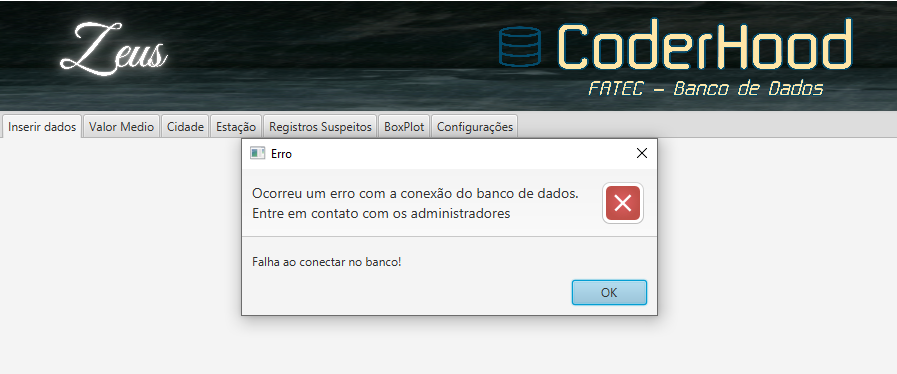 Zeus
CoderHood
FATEC – Banco de Dados
Inserir dados Valor Medio Cidade Estação Registros Suspeitos BoxPlot Configurações
Erro
Ocorreu um erro com a conexão do banco de dados.
Entre em contato com os administradores
Falha ao conectar no banco!
OK